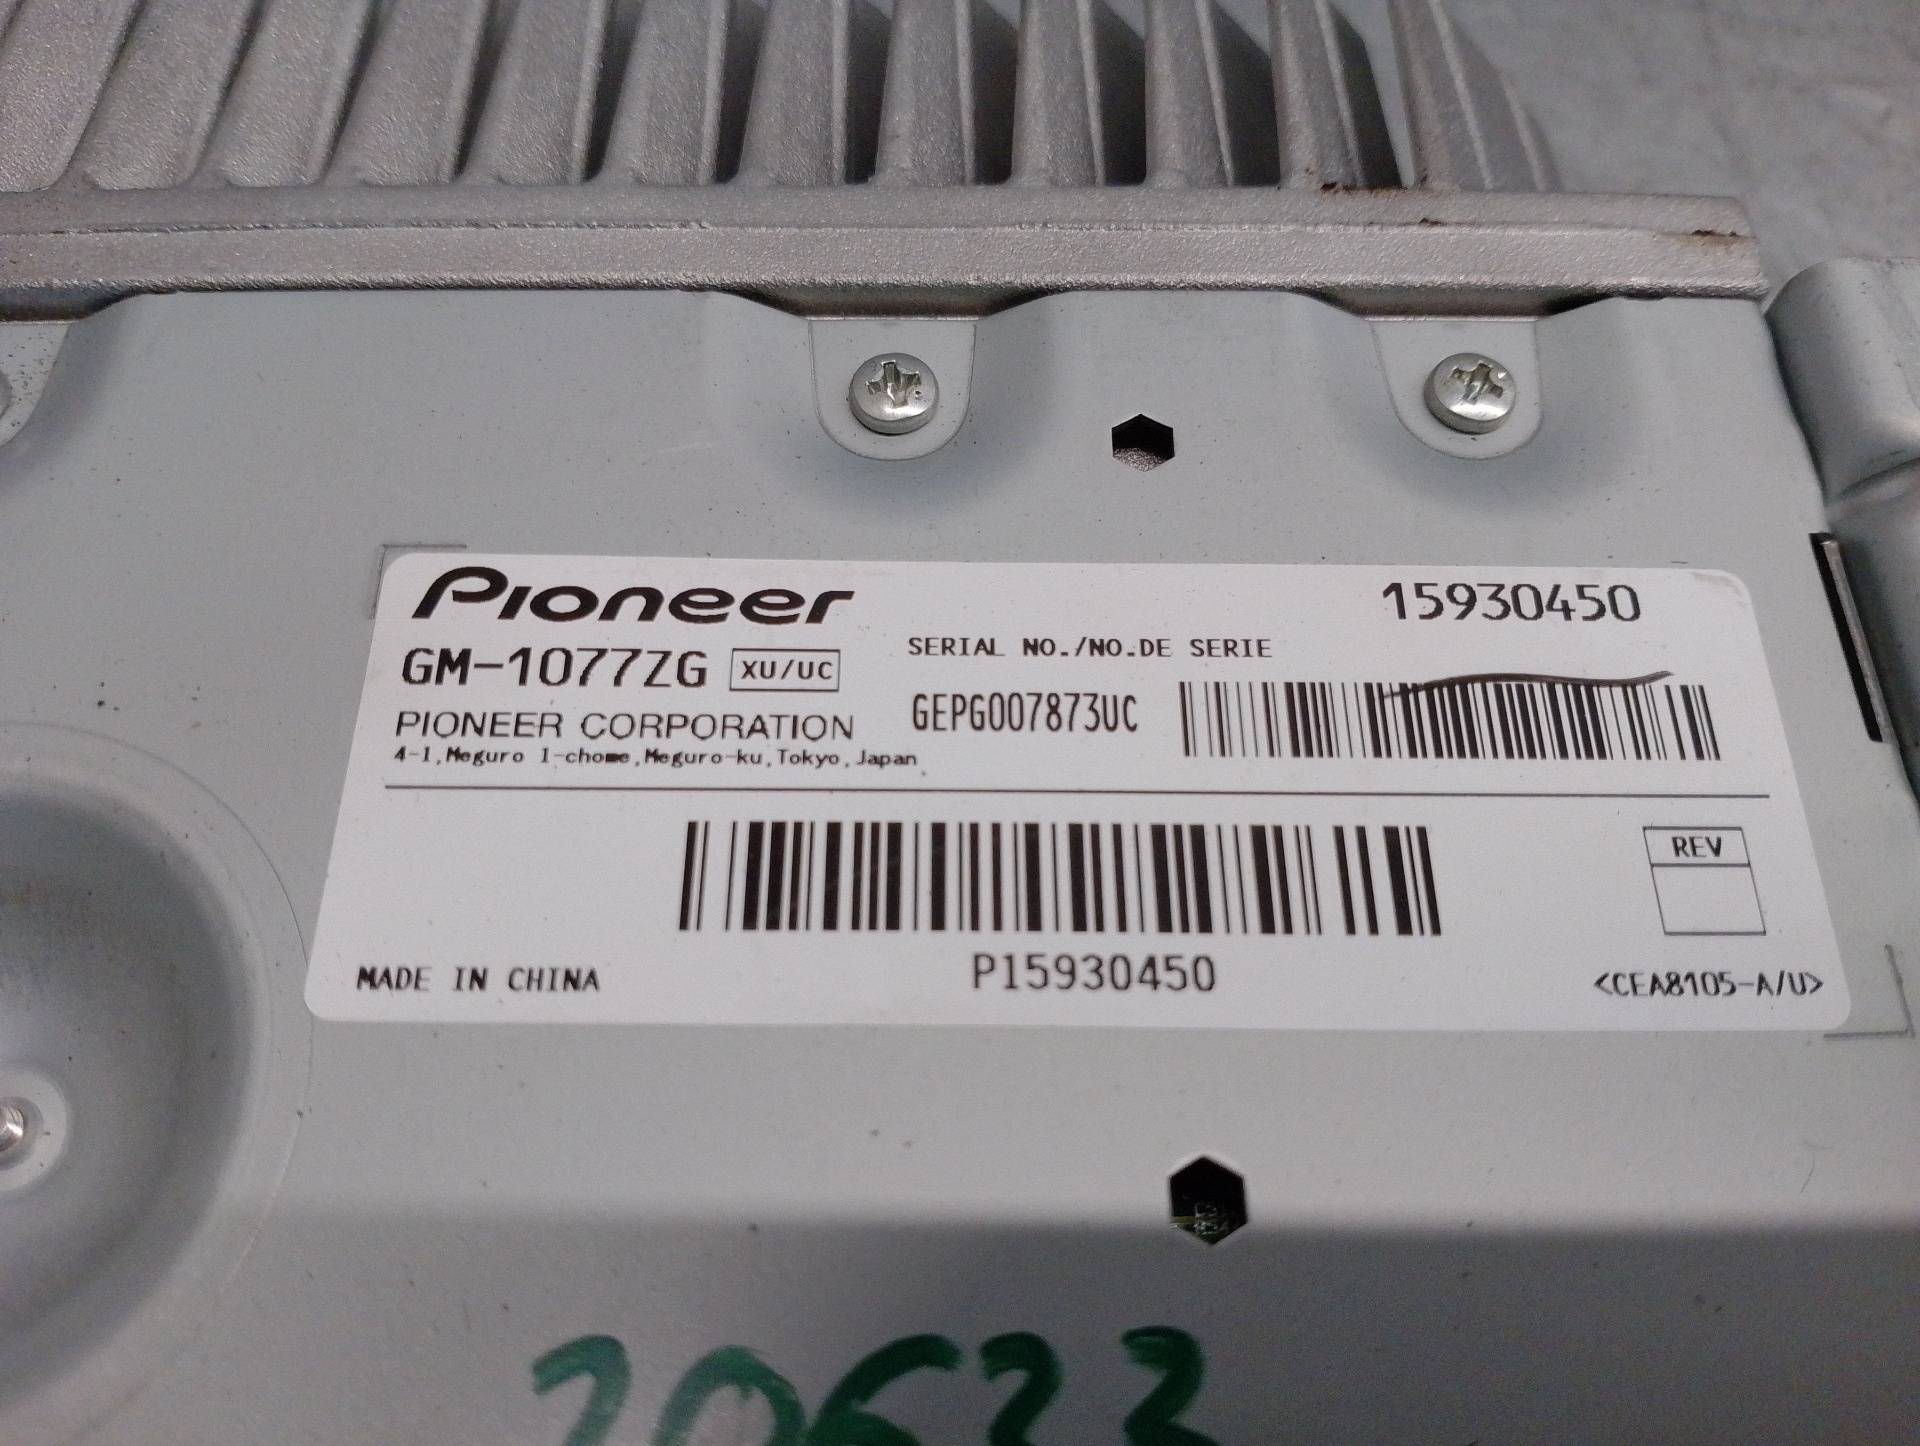 Pioneer
15930450
GM-1077ZG XU/UC
SERIAL NO./NO.DE SERIE
GEPG007873UC
PIONEER CORPORATION
4-1, Meguro 1-chome, Meguro-ku, Tokyo, Japan
REV
MADE IN CHINA
P15930450
<CEA8105-A/U>
20633